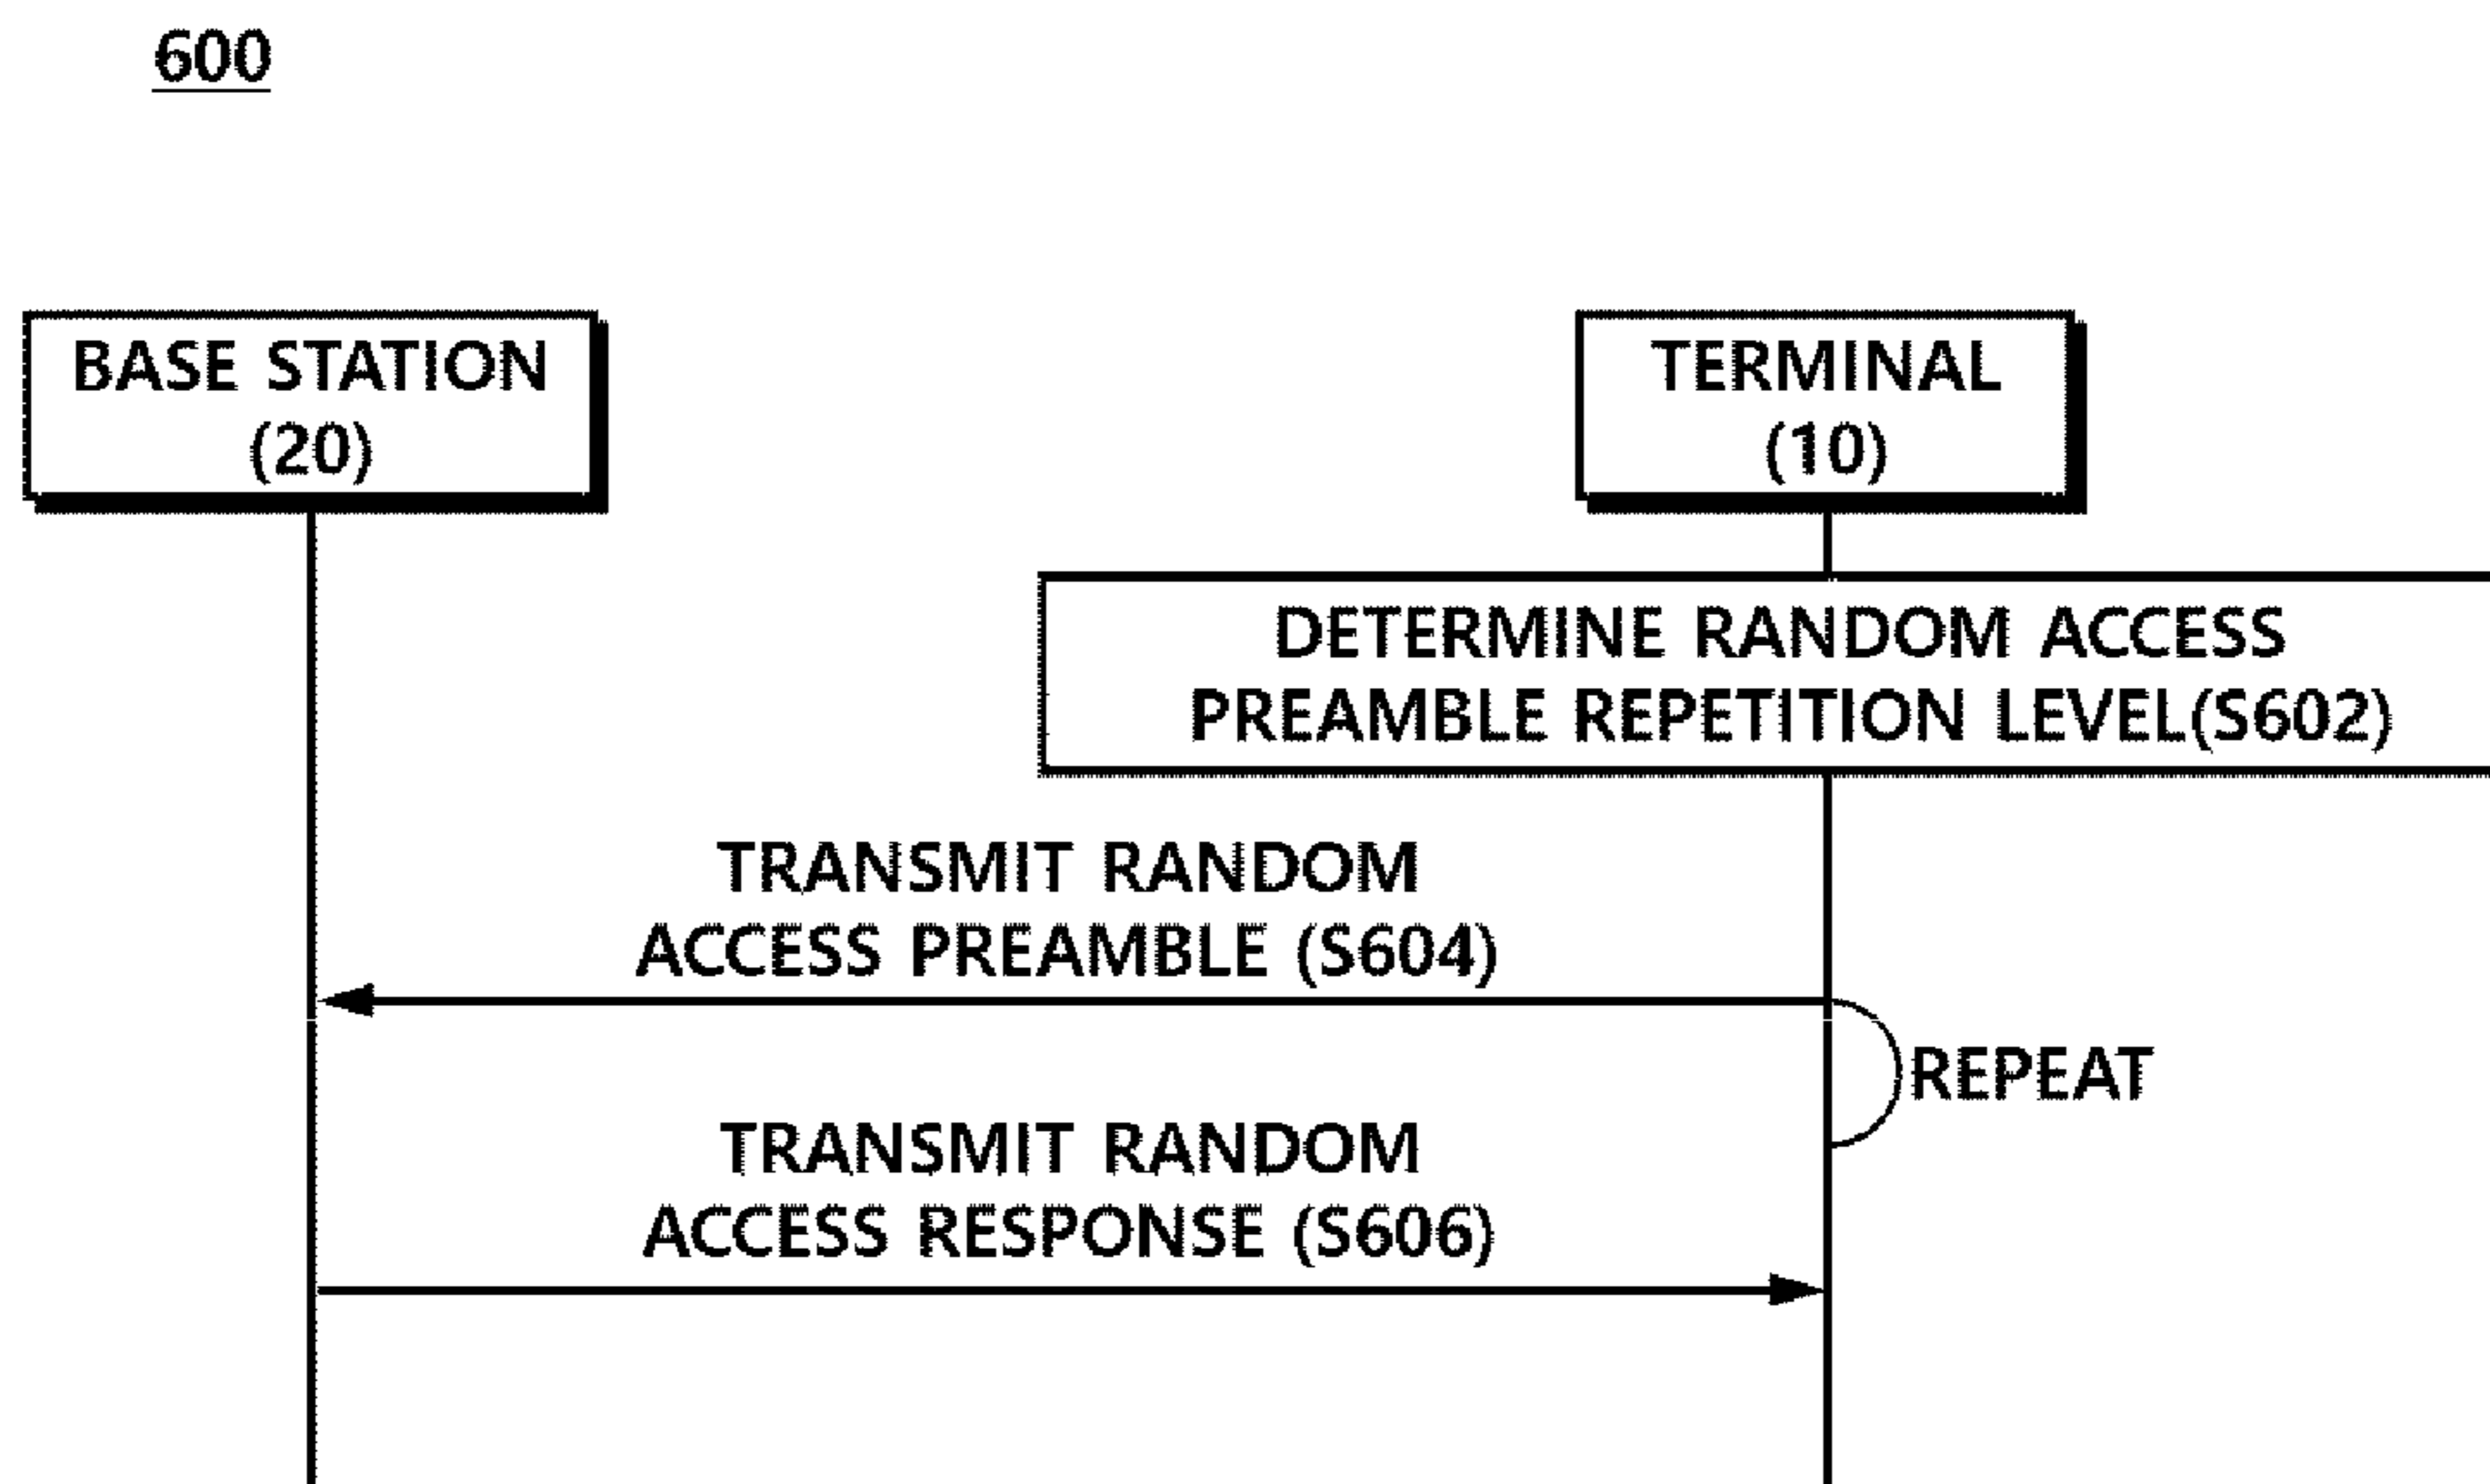 600
BASE STATION
(20)
TERMINAL
(10)
DETERMINE RANDOM ACCESS
PREAMBLE REPETITION LEVEL(S602)
TRANSMIT RANDOM
ACCESS PREAMBLE (S604)
REPEAT
TRANSMIT RANDOM
ACCESS RESPONSE (S606)